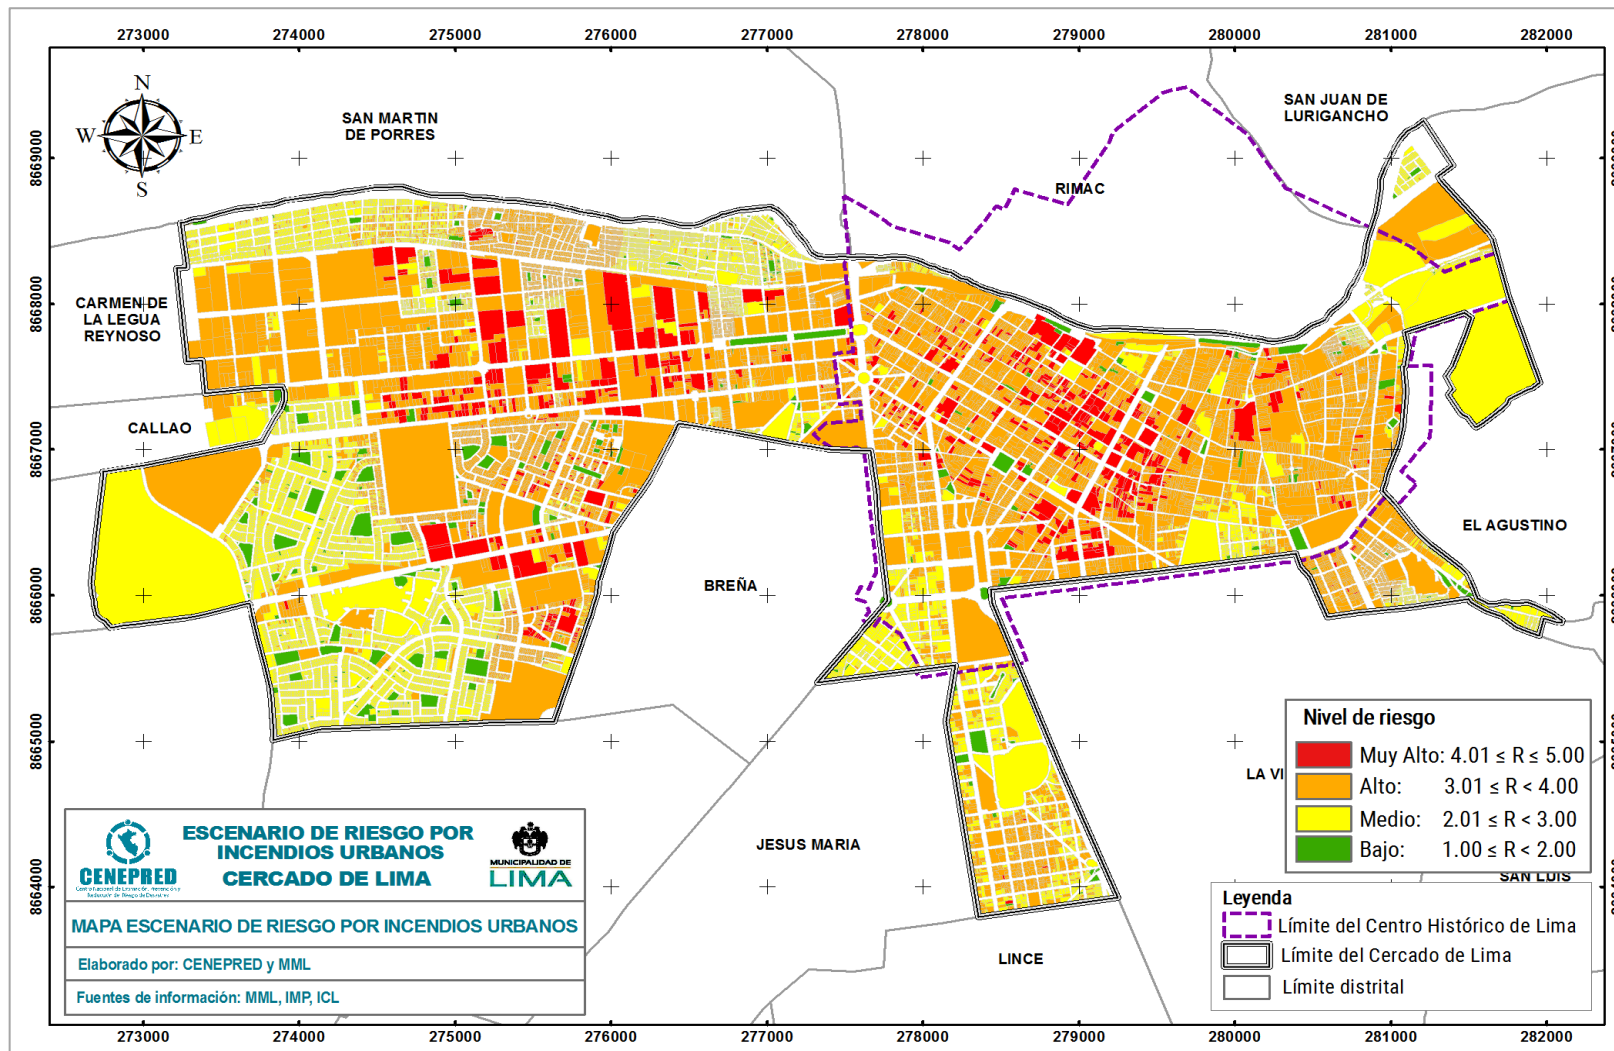 273000 274000 275000 276000 277000 278000 279000 280000 281000 282000
N
W E
S
SAN MARTIN
DE PORRES
SAN JUAN DE
LURIGANCHO
RIMAC
CARMEN DE
LA LEGUA
REYNOSO
CALLAO
BREÑA
EL AGUSTINO
JESUS MARIA
LINCE
LA VI
SAN LUIS
8669000
8668000
8667000
8666000
8665000
8664000
Nivel de riesgo
Muy Alto: 4.01 ≤ R ≤ 5.00
Alto: 3.01 ≤ R < 4.00
Medio: 2.01 ≤ R < 3.00
Bajo: 1.00 ≤ R < 2.00
Leyenda
Límite del Centro Histórico de Lima
Límite del Cercado de Lima
Límite distrital
CENEPRED
ESCENARIO DE RIESGO POR
INCENDIOS URBANOS
CERCADO DE LIMA
MUNICIPALIDAD DE
LIMA
MAPA ESCENARIO DE RIESGO POR INCENDIOS URBANOS
Elaborado por: CENEPRED y MML
Fuentes de información: MML, IMP, ICL
273000 274000 275000 276000 277000 278000 279000 280000 281000 282000